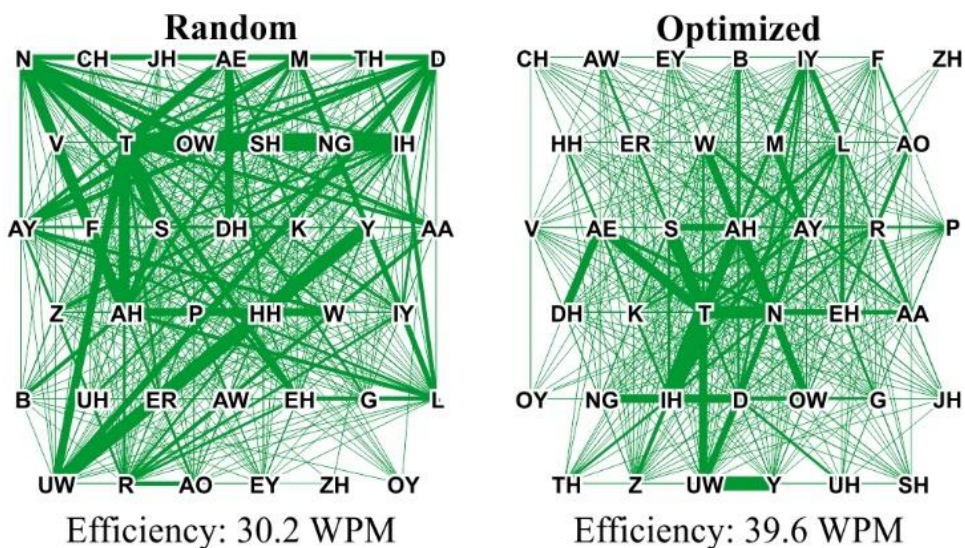 Random
N CH JH AE M TH D
V T OW SH NG IH
AY F S DH K Y AA
Z AH P HH W IY
B UH ER AW EH G L
UW R AO EY ZH OY
Efficiency: 30.2 WPM
Optimized
CH AW EY B IY F ZH
HH ER W M L AO
V AE S AH AY R P
DH K T N EH AA
OY NG IH D OW G JH
TH Z UW Y UH SH
Efficiency: 39.6 WPM